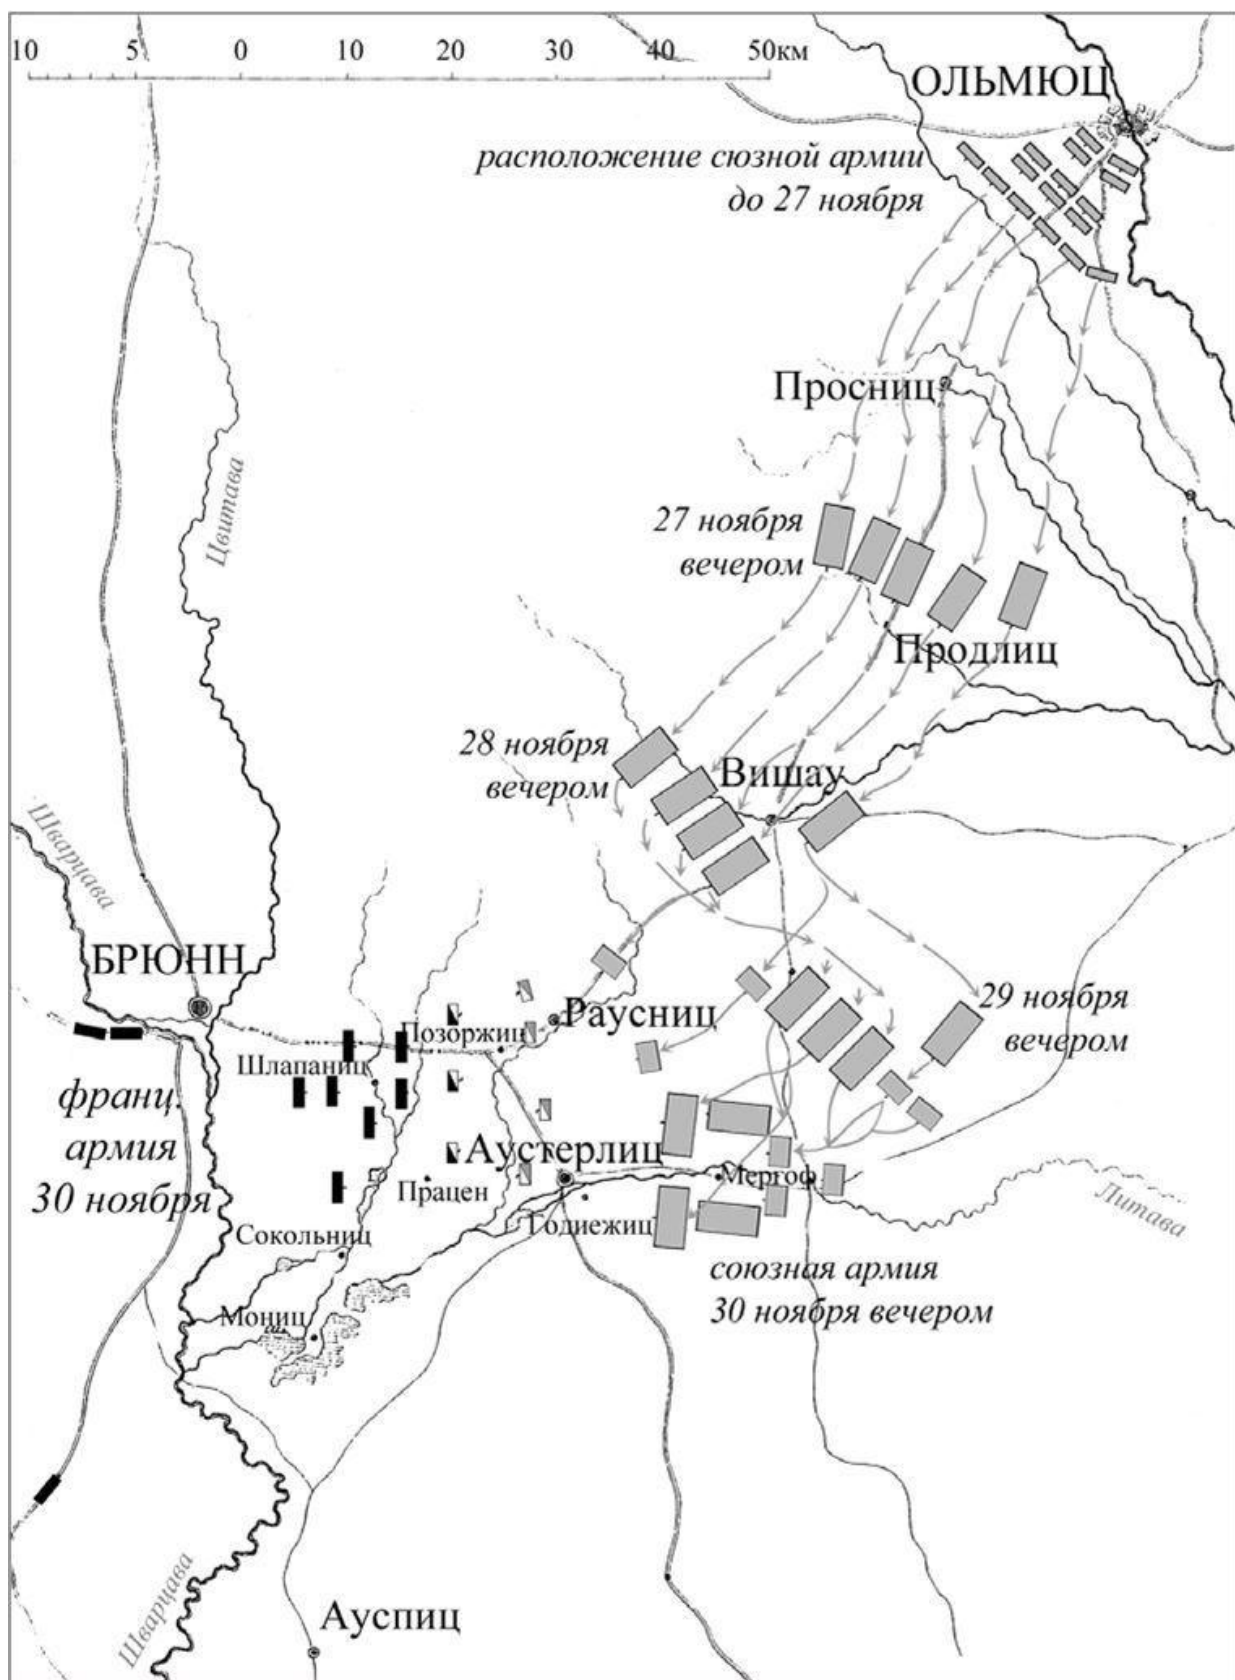 10 5 0 10 20 30 40 50км
ОЛЬМЮЦ
расположение сюзной армии
до 27 ноября
Просниц
Цвитава
27 ноября
вечером
Продлиц
28 ноября
вечером
Вишау
Шварцава
БРЮНН
29 ноября
вечером
Раусниц
Позоржиц
Шлапаниц
франц.
армия
30 ноября
Аустерлиц
Мергоф
Працен
Литава
Годиежиц
Сокольниц
союзная армия
30 ноября вечером
Мониц
Шварцава
Ауспиц